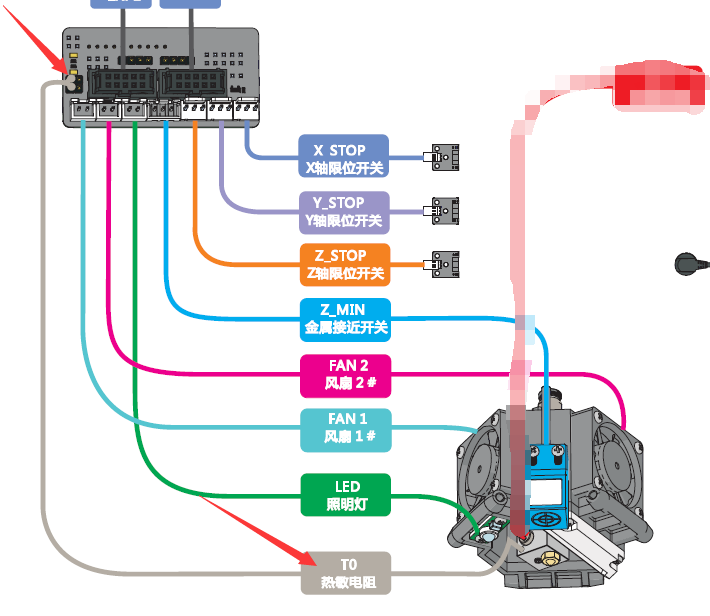 X_STOP
X轴限位开关
Y_STOP
Y轴限位开关
Z_STOP
Z轴限位开关
Z_MIN
金属接近开关
FAN 2
风扇 2 #
FAN 1
风扇 1 #
LED
照明灯
T0
热敏电阻